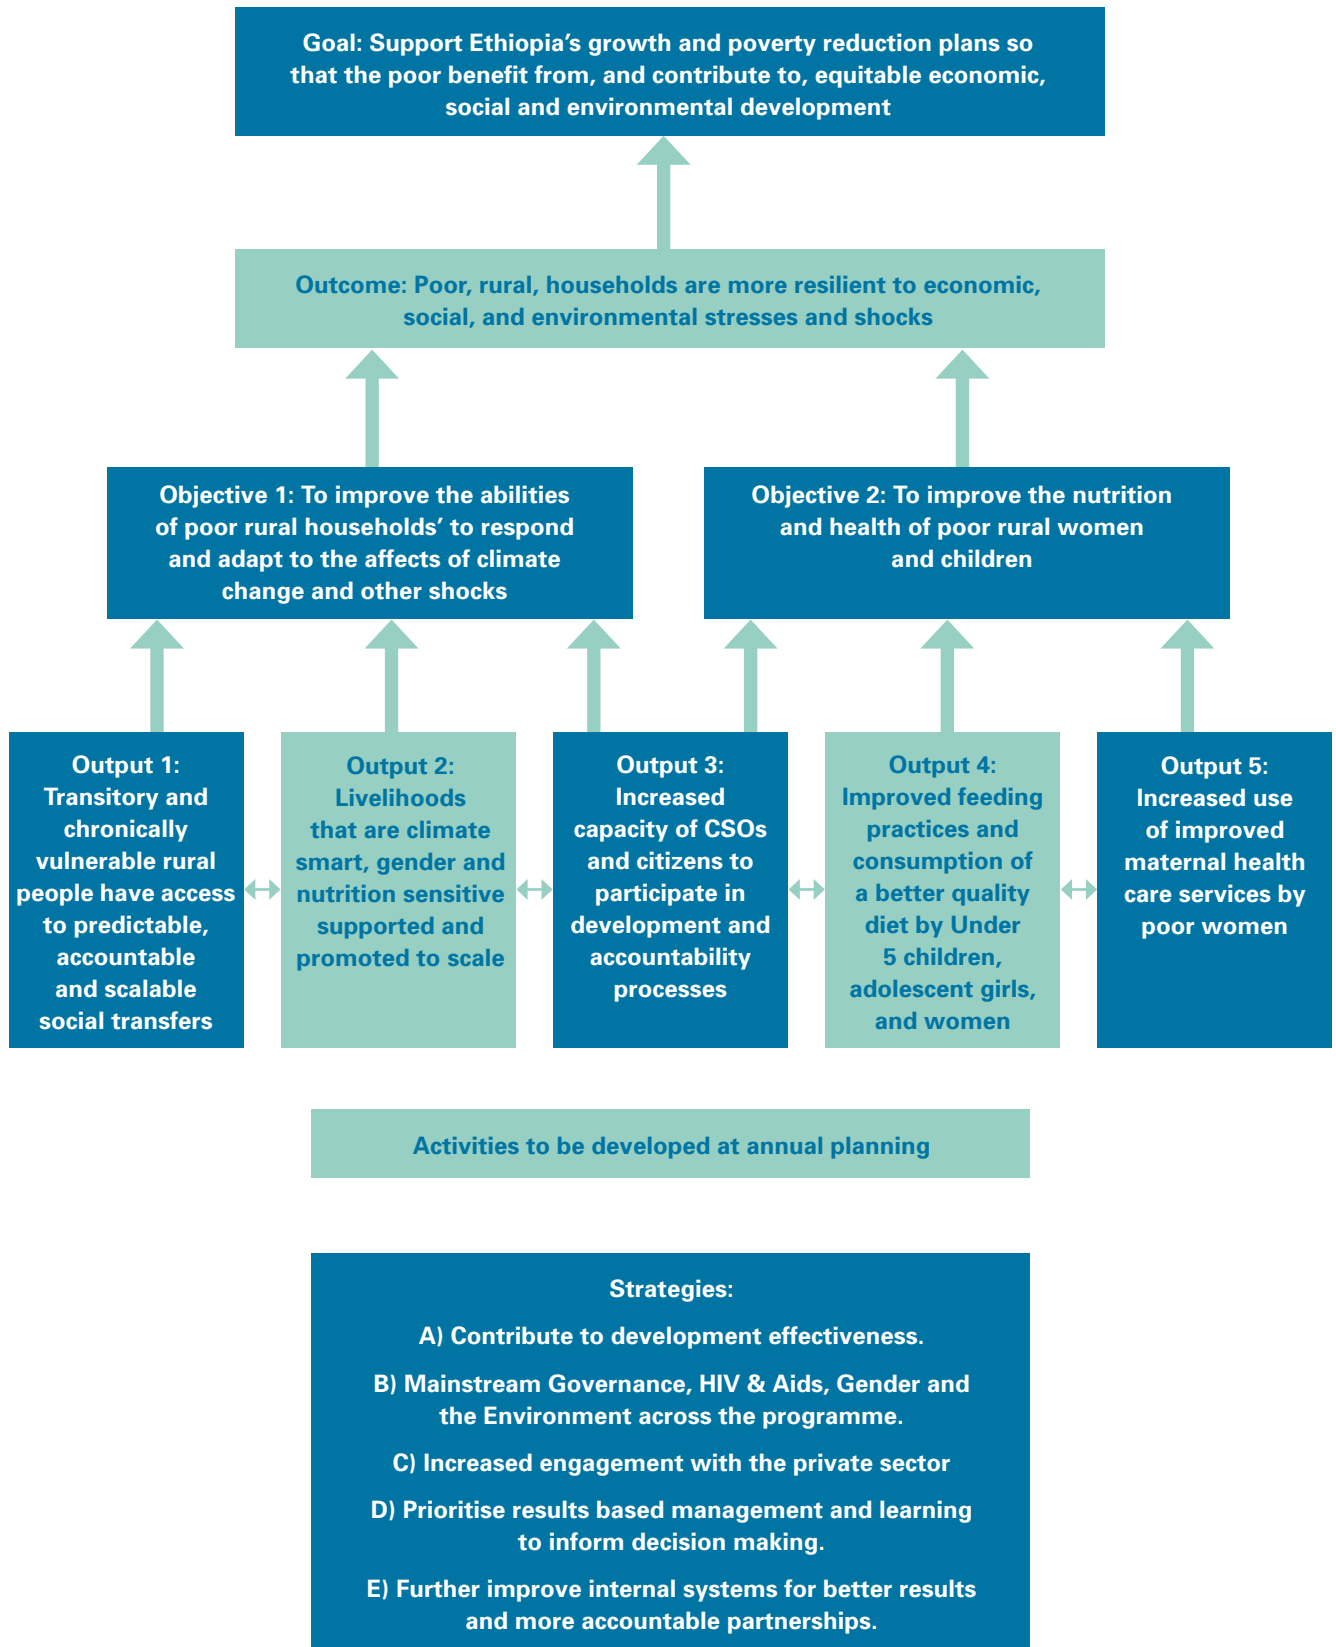 Goal: Support Ethiopia's growth and poverty reduction plans so
that the poor benefit from, and contribute to, equitable economic,
social and environmental development
Outcome: Poor, rural, households are more resilient to economic,
social, and environmental stresses and shocks
Objective 1: To improve the abilities
of poor rural households' to respond
and adapt to the affects of climate
change and other shocks
Objective 2: To improve the nutrition
and health of poor rural women
and children
Output 1:
Transitory and
chronically
vulnerable rural
people have access
to predictable,
accountable
and scalable
social transfers
Output 2:
Livelihoods
that are climate
smart, gender and
nutrition sensitive
supported and
promoted to scale
Output 3:
Increased
capacity of CSOs
and citizens to
participate in
development and
accountability
processes
Output 4:
Improved feeding
practices and
consumption of
a better quality
diet by Under
5 children,
adolescent girls,
and women
Output 5:
Increased use
of improved
maternal health
care services by
poor women
Activities to be developed at annual planning
Strategies:
A) Contribute to development effectiveness.
B) Mainstream Governance, HIV & Aids, Gender and
the Environment across the programme.
C) Increased engagement with the private sector
D) Prioritise results based management and learning
to inform decision making.
E) Further improve internal systems for better results
and more accountable partnerships.